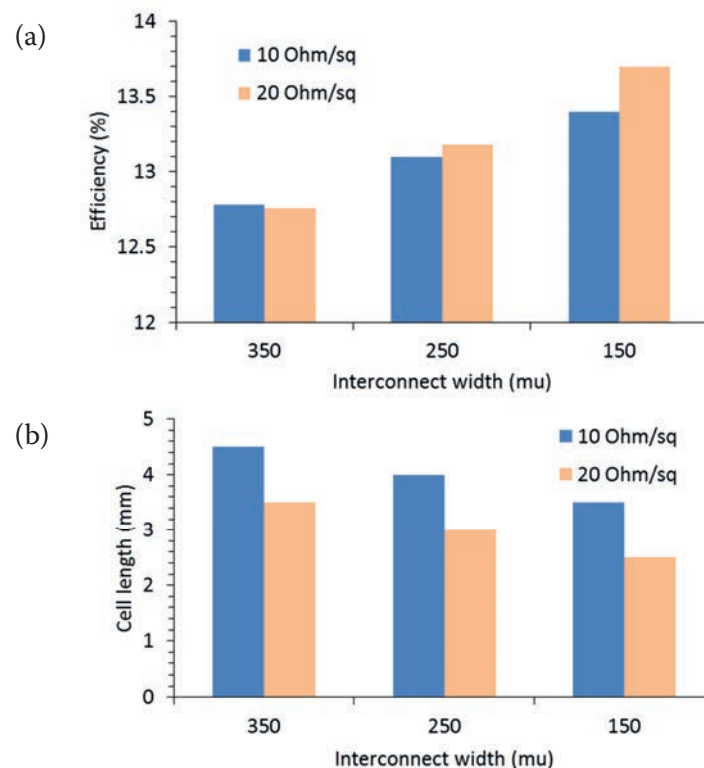 (a)
14
13.5
13
12.5
12
Efficiency (%)
10 Ohm/sq
20 Ohm/sq
350
250
150
Interconnect width (mu)
(b)
5
4
3
2
1
0
Cell length (mm)
10 Ohm/sq
20 Ohm/sq
350
250
150
Interconnect width (mu)